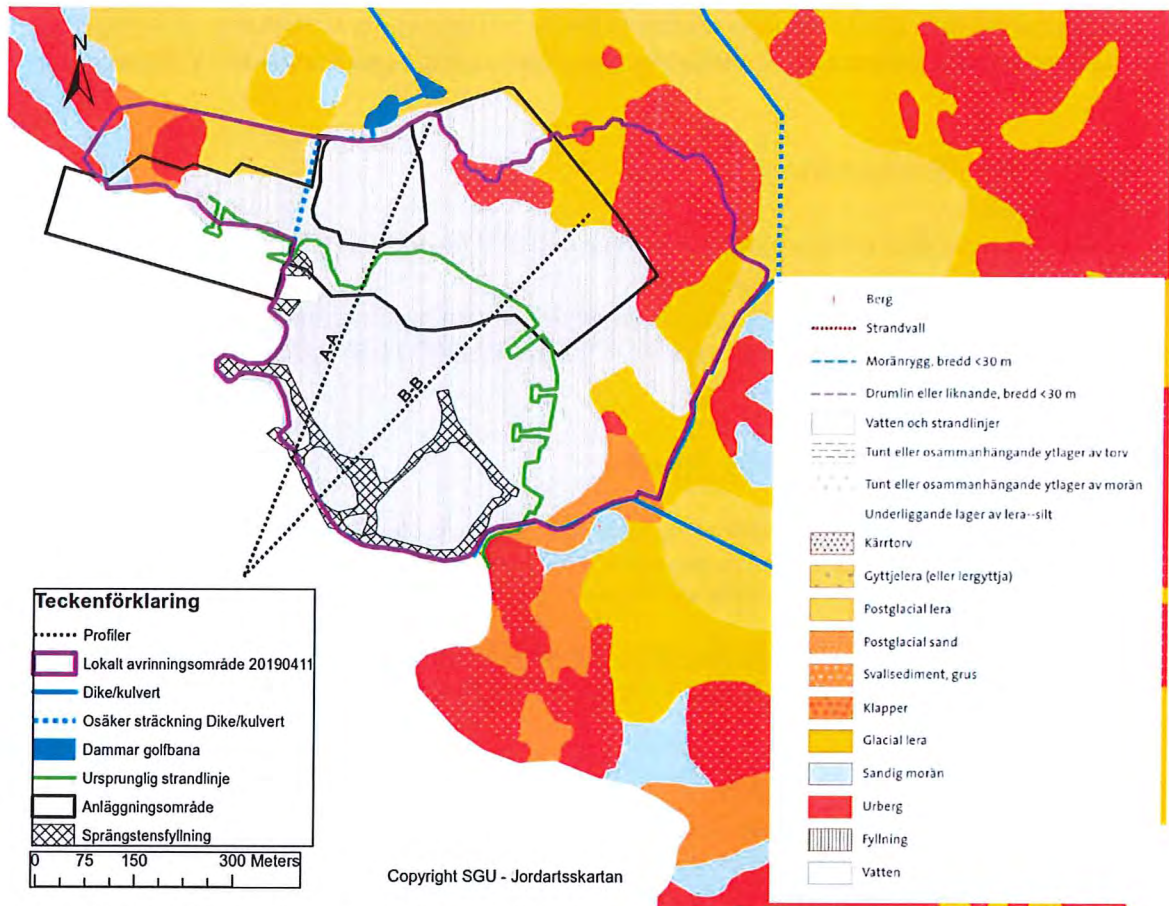 N
A-A
B-B
Teckenförklaring
Profiler
Lokalt avrinningsområde 20190411
Dike/kulvert
Osäker sträckning Dike/kulvert
Dammar golfbana
Ursprunglig strandlinje
Anläggningsområde
Sprängstensfyllning
0 75 150 300 Meters
Copyright SGU - Jordartsskartan
Berg
Strandvall
Moränrygg, bredd <30 m
Drumlin eller liknande, bredd <30 m
Vatten och strandlinjer
Tunt eller osammanhängande ytlager av torv
Tunt eller osammanhängande ytlager av morän
Underliggande lager av lera--silt
Kärrtorv
Gyttjelera (eller lergyttja)
Postglacial lera
Postglacial sand
Svallsediment, grus
Klapper
Glacial lera
Sandig morän
Urberg
Fyllning
Vatten